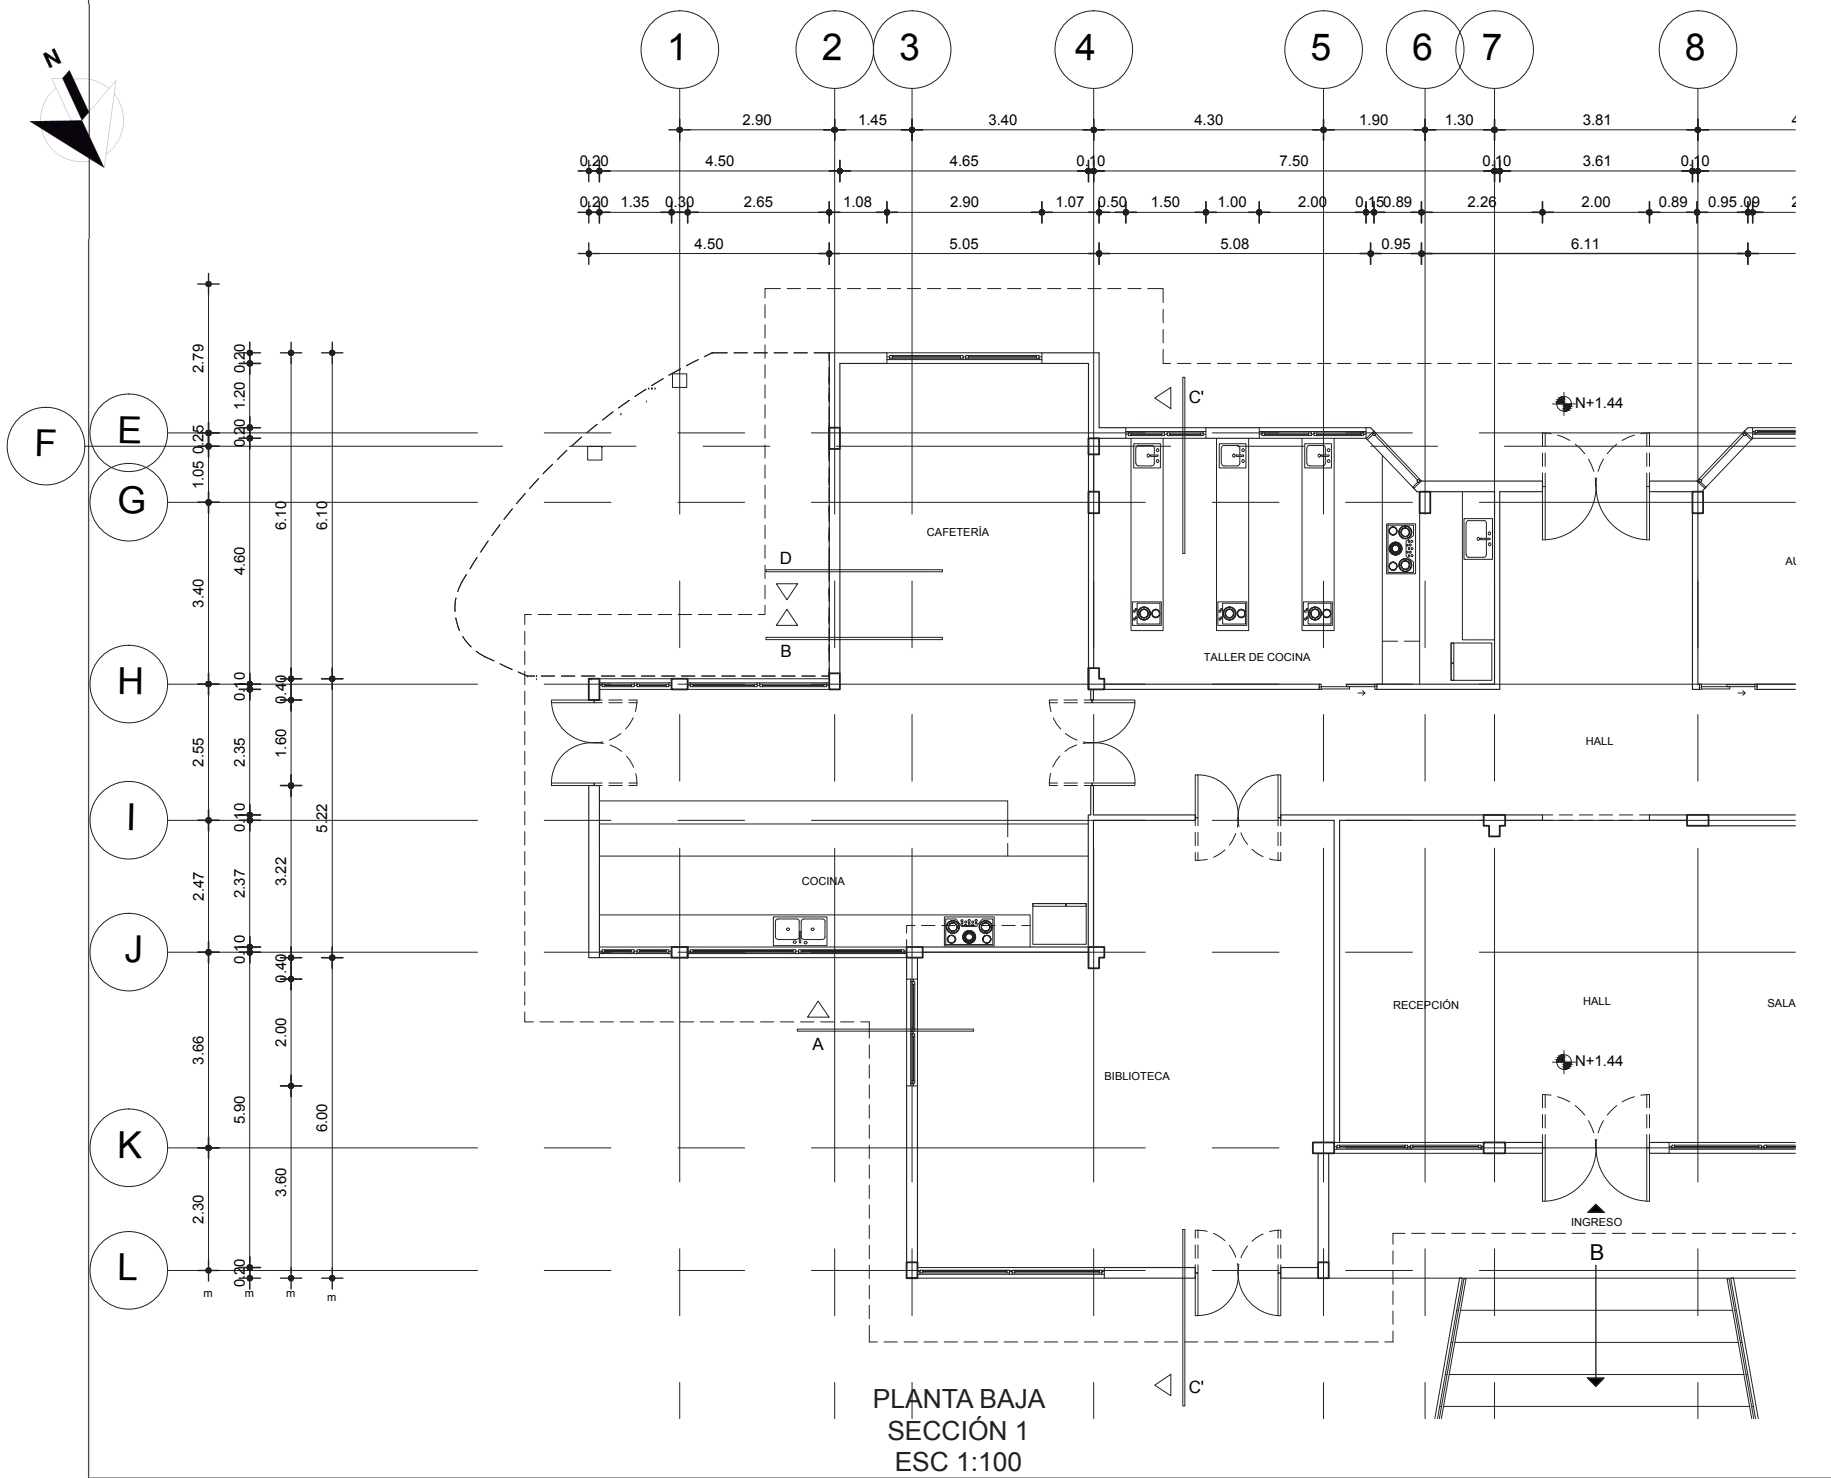 N
1 2 3 4 5 6 7 8
2.90 1.45 3.40 4.30 1.90 1.30 3.81
0.20 4.50 4.65 0.10 7.50 0.10 3.61 0.10
0.20 1.35 0.30 2.65 1.08 2.90 1.07 0.50 1.50 1.00 2.00 0.15 0.89 2.26 2.00 0.89 0.95 .09
4.50 5.05 5.08 0.95 6.11
E
F
G
H
I
J
K
L
2.79 0.25 1.05 3.40 2.55 2.47 3.66 2.30 m
0.20 1.20 0.20 4.60 0.10 2.35 0.10 2.37 0.10 5.90 0.20 m
6.10 0.40 1.60 3.22 0.40 2.00 3.60 m
6.10 5.22 6.00 m
C'
N+1.44
CAFETERÍA
D
B
TALLER DE COCINA
AU
HALL
COCINA
A
BIBLIOTECA
RECEPCIÓN
HALL
SALA
N+1.44
INGRESO
B
C'
PLANTA BAJA
SECCIÓN 1
ESC 1:100